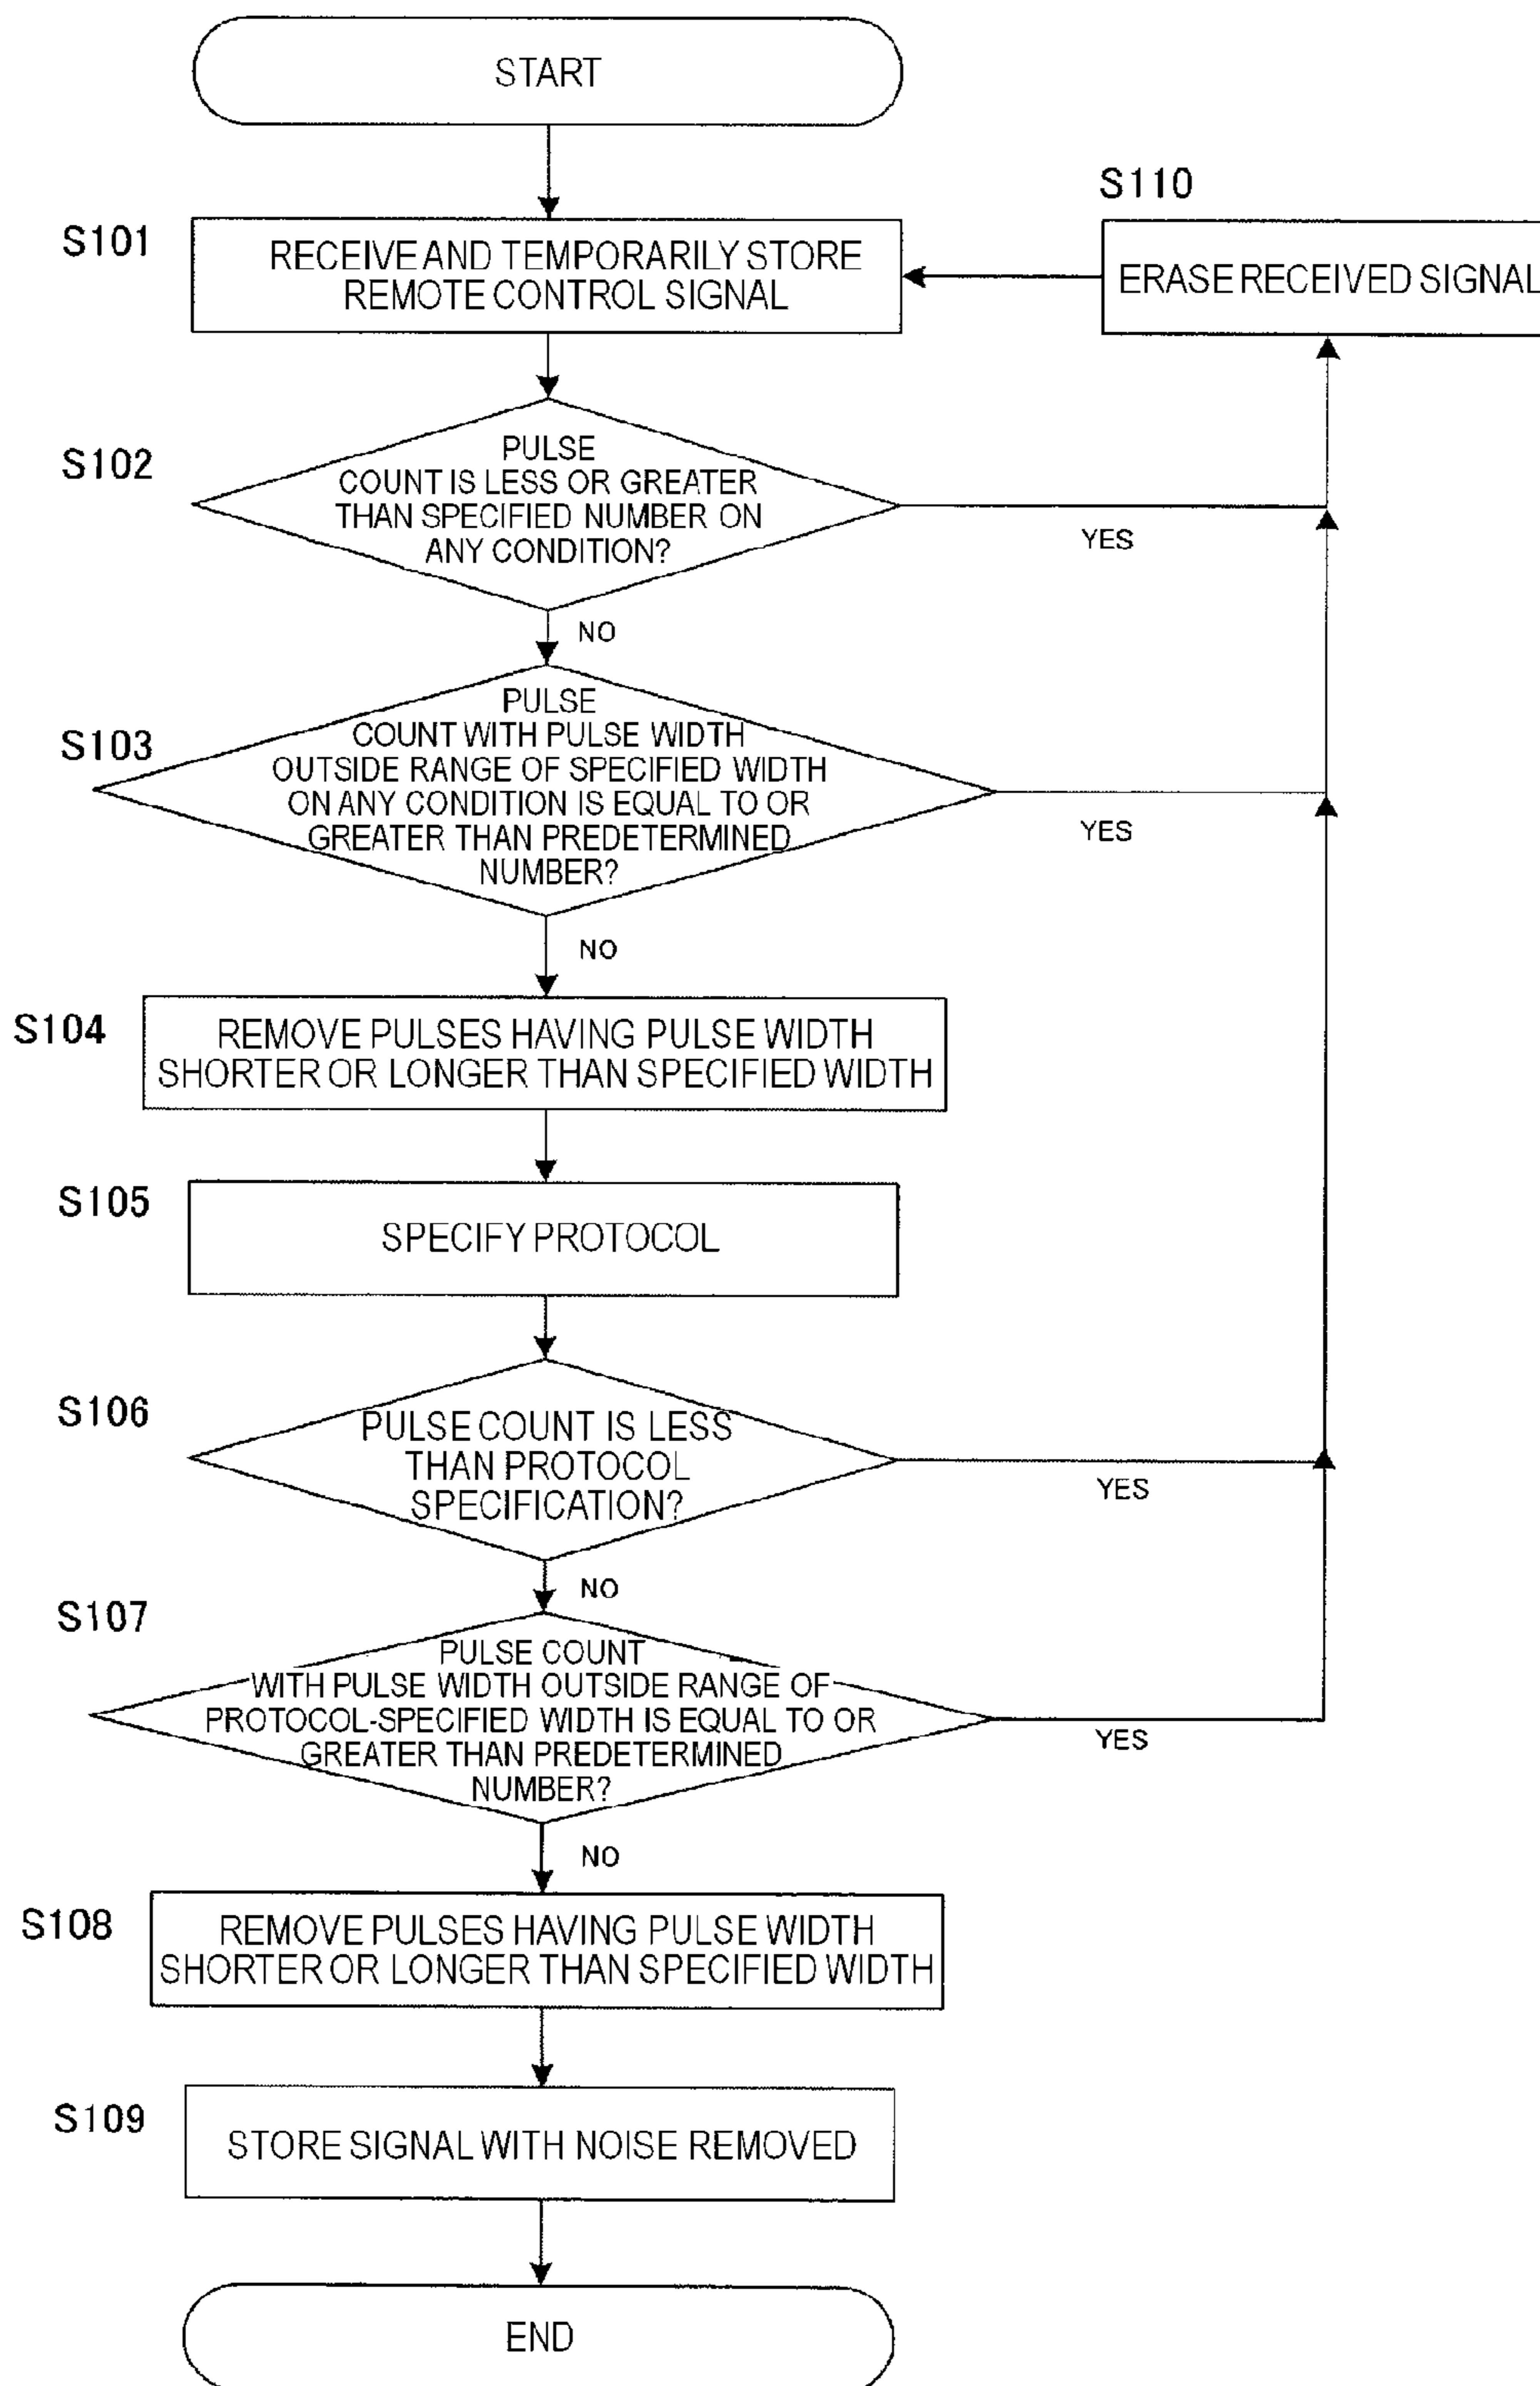 START
S110
S101
RECEIVE AND TEMPORARILY STORE
REMOTE CONTROL SIGNAL
ERASE RECEIVED SIGNAL
S102
PULSE
COUNT IS LESS OR GREATER
THAN SPECIFIED NUMBER ON
ANY CONDITION?
YES
NO
S103
PULSE
COUNT WITH PULSE WIDTH
OUTSIDE RANGE OF SPECIFIED WIDTH
ON ANY CONDITION IS EQUAL TO OR
GREATER THAN PREDETERMINED
NUMBER?
YES
NO
S104
REMOVE PULSES HAVING PULSE WIDTH
SHORTER OR LONGER THAN SPECIFIED WIDTH
S105
SPECIFY PROTOCOL
S106
PULSE COUNT IS LESS
THAN PROTOCOL
SPECIFICATION?
YES
NO
S107
PULSE COUNT
WITH PULSE WIDTH OUTSIDE RANGE OF
PROTOCOL-SPECIFIED WIDTH IS EQUAL TO OR
GREATER THAN PREDETERMINED
NUMBER?
YES
NO
S108
REMOVE PULSES HAVING PULSE WIDTH
SHORTER OR LONGER THAN SPECIFIED WIDTH
S109
STORE SIGNAL WITH NOISE REMOVED
END